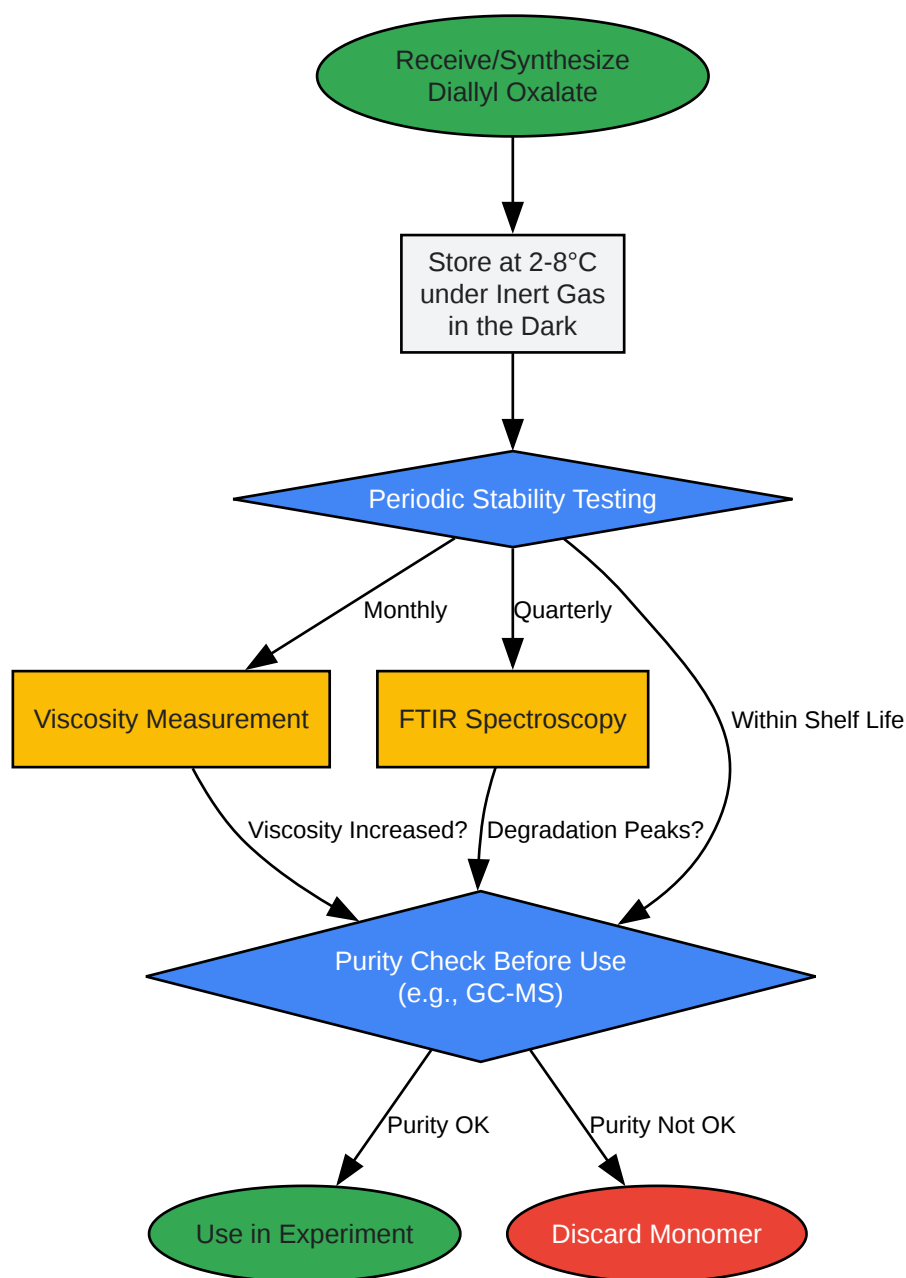 Receive/Synthesize
Diallyl Oxalate
Store at 2-8°C
under Inert Gas
in the Dark
Periodic Stability Testing
Monthly
Quarterly
Viscosity Measurement
FTIR Spectroscopy
Within Shelf Life
Viscosity Increased?
Degradation Peaks?
Purity Check Before Use
(e.g., GC-MS)
Purity OK
Purity Not OK
Use in Experiment
Discard Monomer